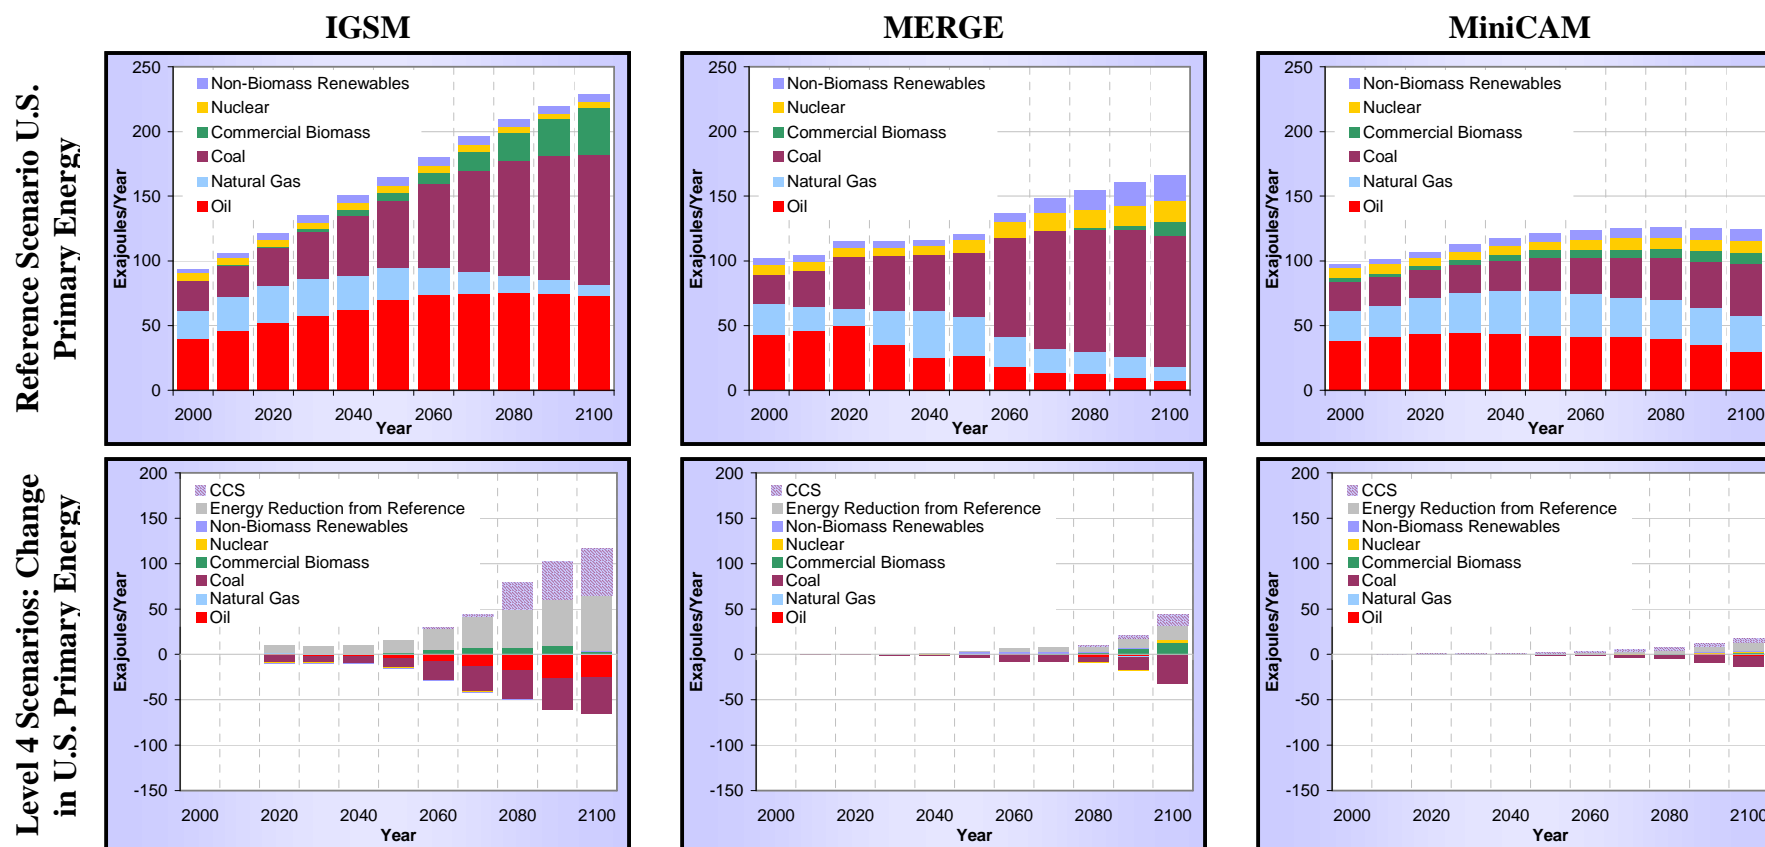 IGSM
MERGE
MiniCAM
Reference Scenario U.S.
Primary Energy
Exajoules/Year
250
200
150
100
50
0
Non-Biomass Renewables
Nuclear
Commercial Biomass
Coal
Natural Gas
Oil
2000 2020 2040 2060 2080 2100
Year
Exajoules/Year
250
200
150
100
50
0
Non-Biomass Renewables
Nuclear
Commercial Biomass
Coal
Natural Gas
Oil
2000 2020 2040 2060 2080 2100
Year
Exajoules/Year
250
200
150
100
50
0
Non-Biomass Renewables
Nuclear
Commercial Biomass
Coal
Natural Gas
Oil
2000 2020 2040 2060 2080 2100
Year
Level 4 Scenarios: Change
in U.S. Primary Energy
Exajoules/Year
200
150
100
50
0
-50
-100
-150
CCS
Energy Reduction from Reference
Non-Biomass Renewables
Nuclear
Commercial Biomass
Coal
Natural Gas
Oil
2000 2020 2040 2060 2080 2100
Year
Exajoules/Year
200
150
100
50
0
-50
-100
-150
CCS
Energy Reduction from Reference
Non-Biomass Renewables
Nuclear
Commercial Biomass
Coal
Natural Gas
Oil
2000 2020 2040 2060 2080 2100
Year
Exajoules/Year
200
150
100
50
0
-50
-100
-150
CCS
Energy Reduction from Reference
Non-Biomass Renewables
Nuclear
Commercial Biomass
Coal
Natural Gas
Oil
2000 2020 2040 2060 2080 2100
Year